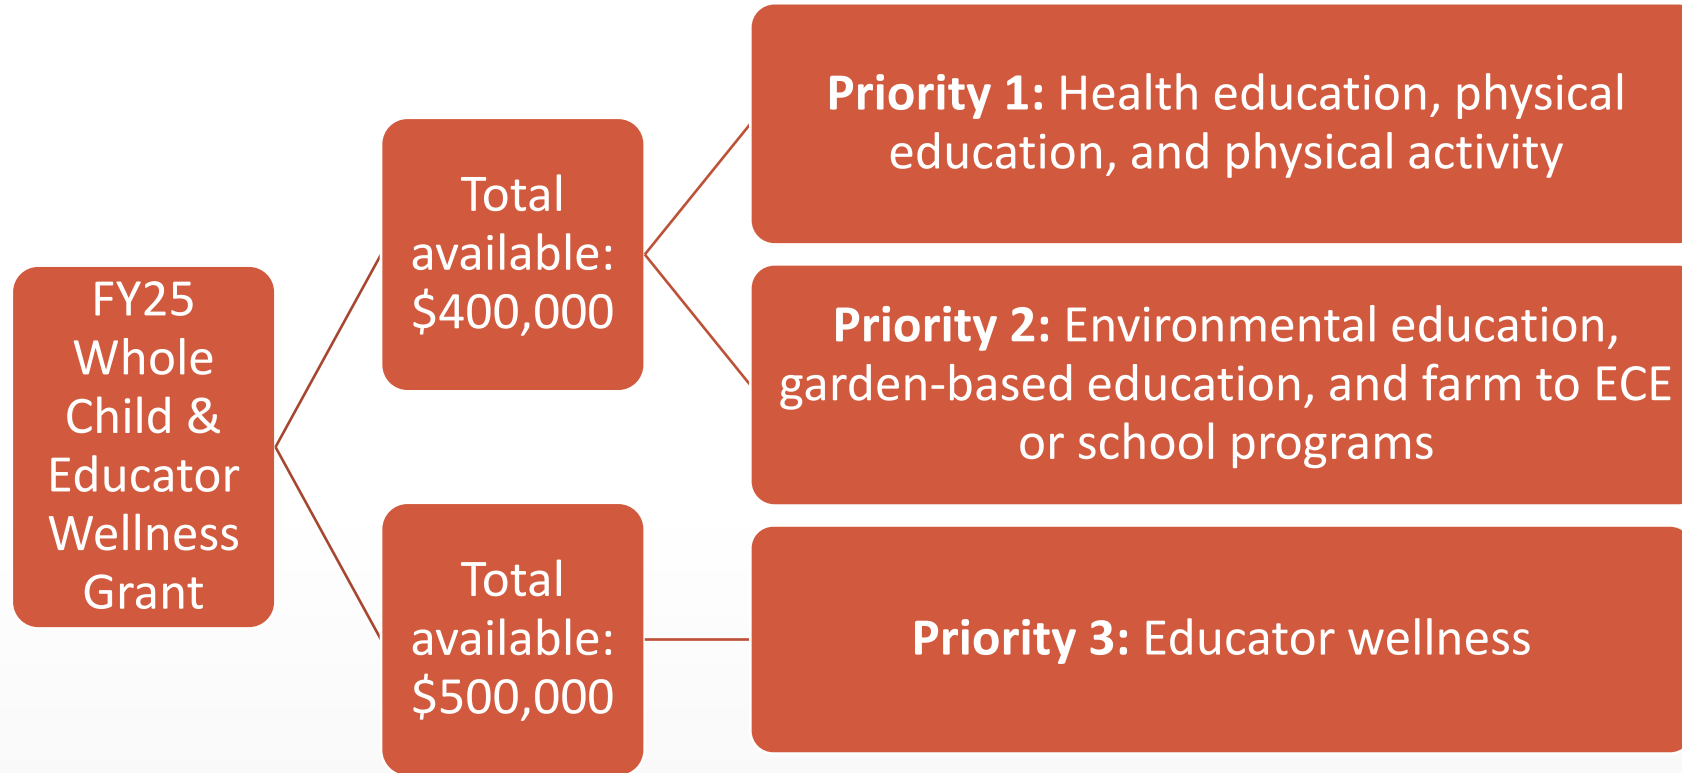 FY25
Whole
Child &
Educator
Wellness
Grant
Total
available:
$400,000
Priority 1: Health education, physical
education, and physical activity
Priority 2: Environmental education,
garden-based education, and farm to ECE
or school programs
Total
available:
$500,000
Priority 3: Educator wellness